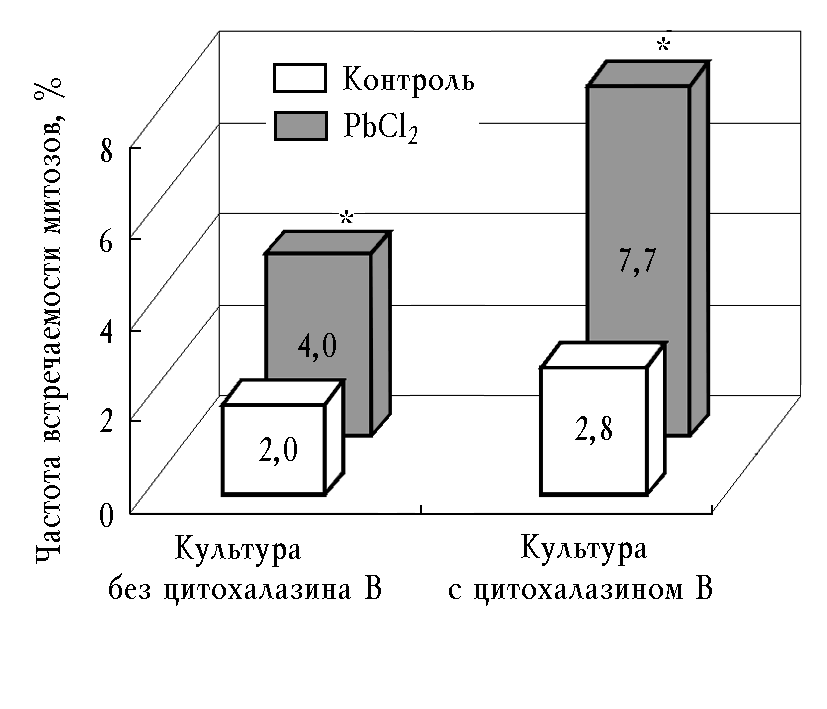 Частота встречаемости митозов, %
8
6
4
2
0
Контроль
PbCl₂
*
*
4,0
2,0
7,7
2,8
Культура
без цитохалазина В
Культура
с цитохалазином В